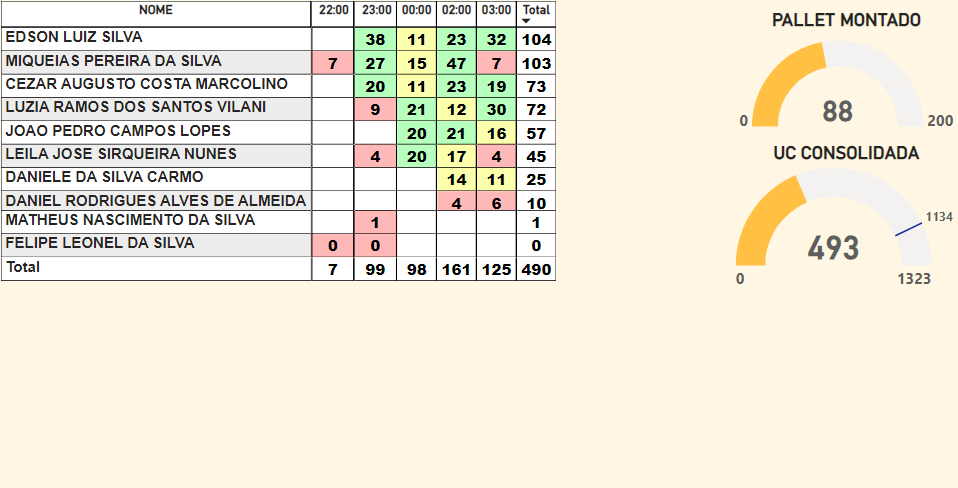 NOME 22:00 23:00 00:00 02:00 03:00 Total
EDSON LUIZ SILVA 38 11 23 32 104
MIQUEIAS PEREIRA DA SILVA 7 27 15 47 7 103
CEZAR AUGUSTO COSTA MARCOLINO 20 11 23 19 73
LUZIA RAMOS DOS SANTOS VILANI 9 21 12 30 72
JOAO PEDRO CAMPOS LOPES 20 21 16 57
LEILA JOSE SIRQUEIRA NUNES 4 20 17 4 45
DANIELE DA SILVA CARMO 14 11 25
DANIEL RODRIGUES ALVES DE ALMEIDA 4 6 10
MATHEUS NASCIMENTO DA SILVA 1 1
FELIPE LEONEL DA SILVA 0 0 0
Total 7 99 98 161 125 490
PALLET MONTADO
88
0 200
UC CONSOLIDADA
1134
493
0 1323